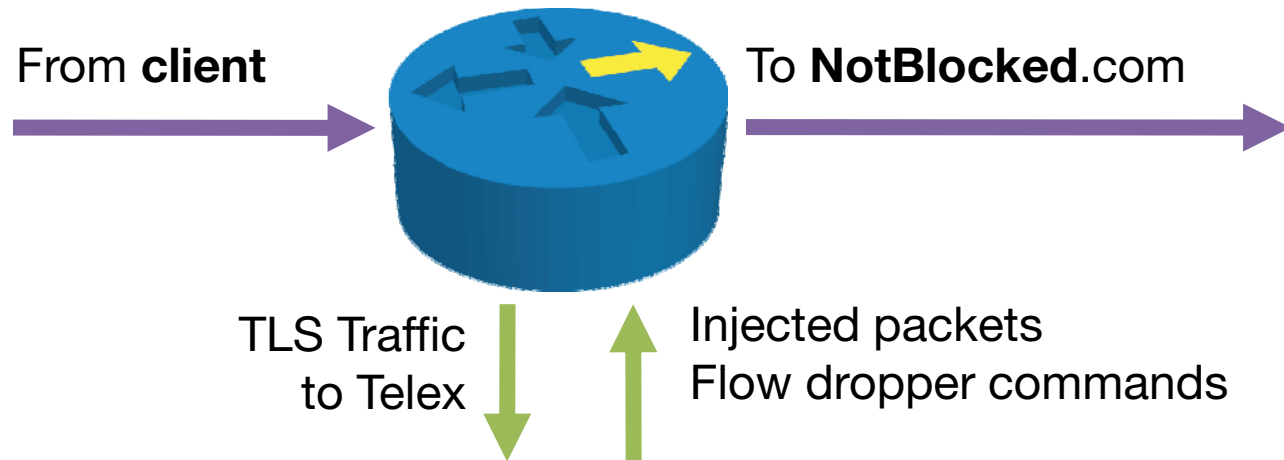 From client
To NotBlocked.com
TLS Traffic
to Telex
Injected packets
Flow dropper commands